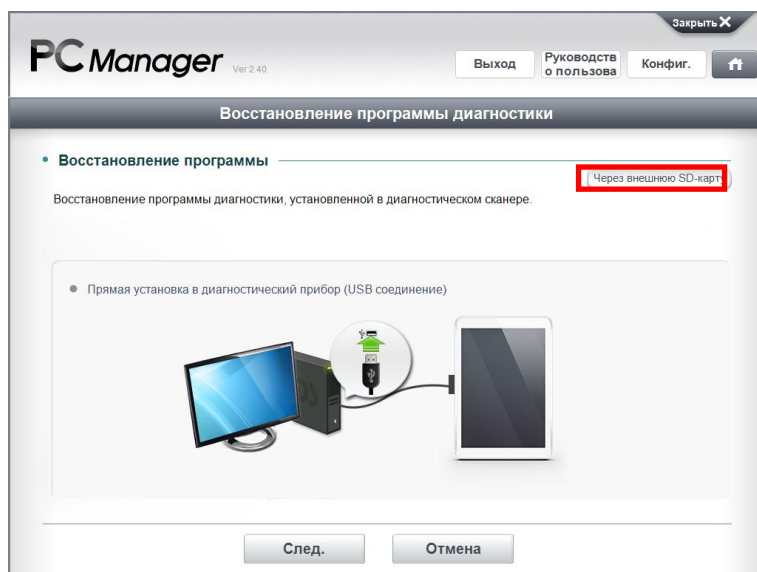 Закрыть X
PC Manager Ver 2.40
Выход
Руководств
о пользова
Конфиг.
Восстановление программы диагностики
Восстановление программы
Через внешнюю SD-карту
Восстановление программы диагностики, установленной в диагностическом сканере.
Прямая установка в диагностический прибор (USB соединение)
След.
Отмена